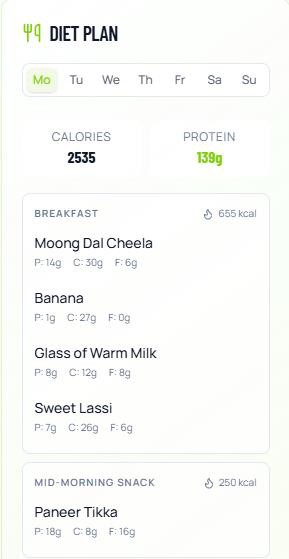 DIET PLAN
Mo Tu We Th Fr Sa Su
CALORIES PROTEIN
2535 139g
BREAKFAST 655 kcal
Moong Dal Cheela
P: 14g C: 30g F: 6g
Banana
P: 1g C: 27g F: 0g
Glass of Warm Milk
P: 8g C: 12g F: 8g
Sweet Lassi
P: 7g C: 26g F: 6g
MID-MORNING SNACK 250 kcal
Paneer Tikka
P: 18g C: 8g F: 16g